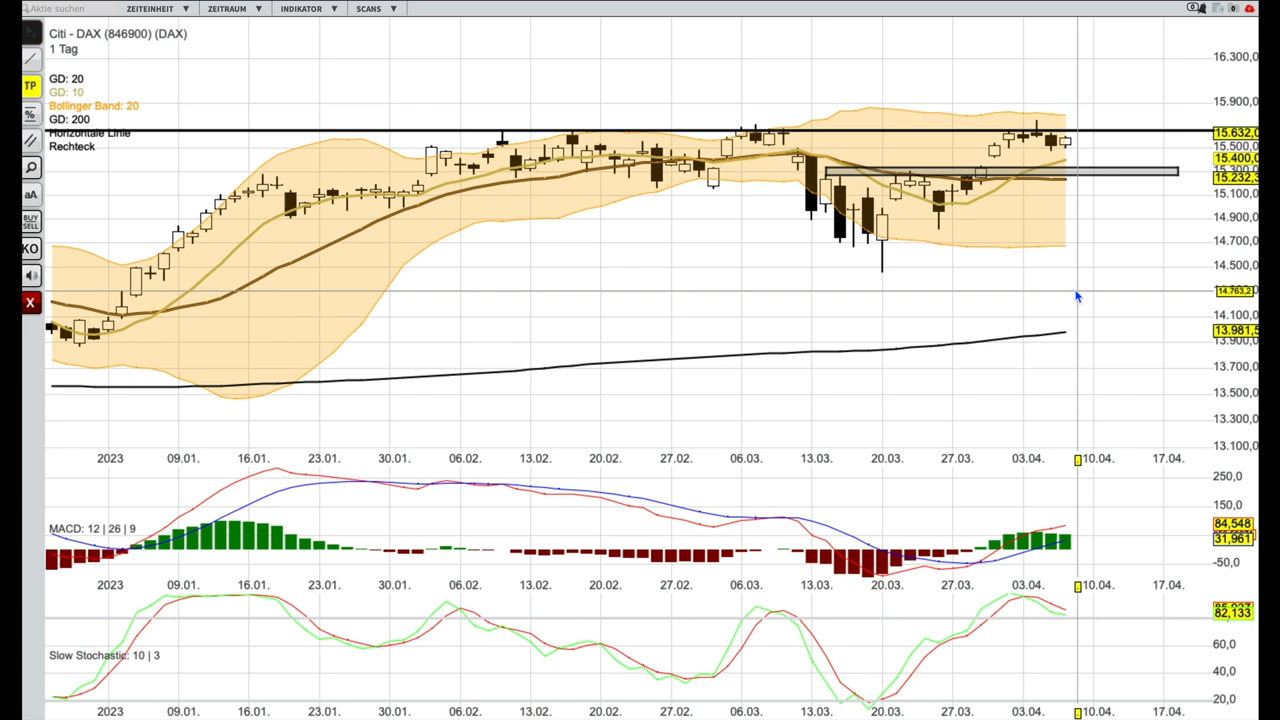 Aktie suchen ZEITEINHEIT ▼ ZEITRAUM ▼ INDIKATOR ▼ SCANS ▼ 0
Citi - DAX (846900) (DAX)
1 Tag
GD: 20
GD: 10
Bollinger Band: 20
GD: 200
Horizontale Linie
Rechteck
TP
%
aA
BUY
SELL
KO
X
16.300,0
15.900,0
15.632,0
15.500,0
15.400,0
15.300,0
15.232,3
15.100,0
14.900,0
14.700,0
14.500,0
14.763,2
14.100,0
13.981,5
13.900,0
13.700,0
13.500,0
13.300,0
13.100,0
2023 09.01. 16.01. 23.01. 30.01. 06.02. 13.02. 20.02. 27.02. 06.03. 13.03. 20.03. 27.03. 03.04. 10.04. 17.04.
MACD: 12 | 26 | 9
250,0
150,0
84,548
31,961
-50,0
2023 09.01. 16.01. 23.01. 30.01. 06.02. 13.02. 20.02. 27.02. 06.03. 13.03. 20.03. 27.03. 03.04. 10.04. 17.04.
Slow Stochastic: 10 | 3
82,133
60,0
40,0
20,0
2023 09.01. 16.01. 23.01. 30.01. 06.02. 13.02. 20.02. 27.02. 06.03. 13.03. 20.03. 27.03. 03.04. 10.04. 17.04.